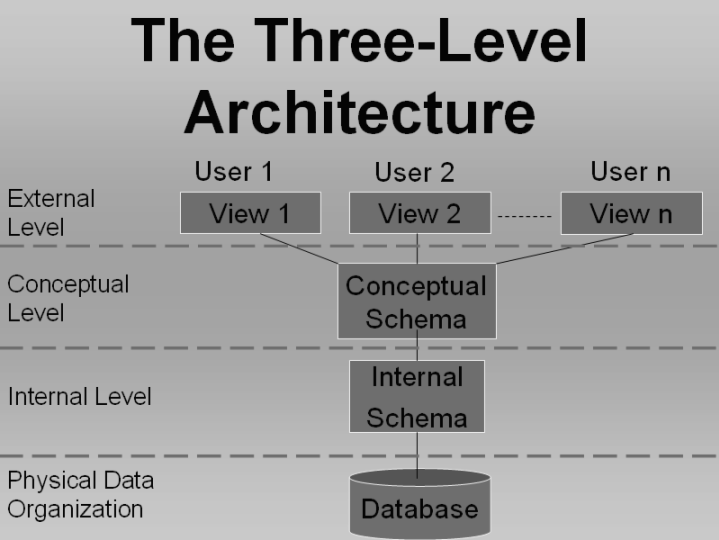 The Three-Level
Architecture
User 1
User 2
User n
External
Level
View 1
View 2
View n
Conceptual
Level
Conceptual
Schema
Internal Level
Internal
Schema
Physical Data
Organization
Database